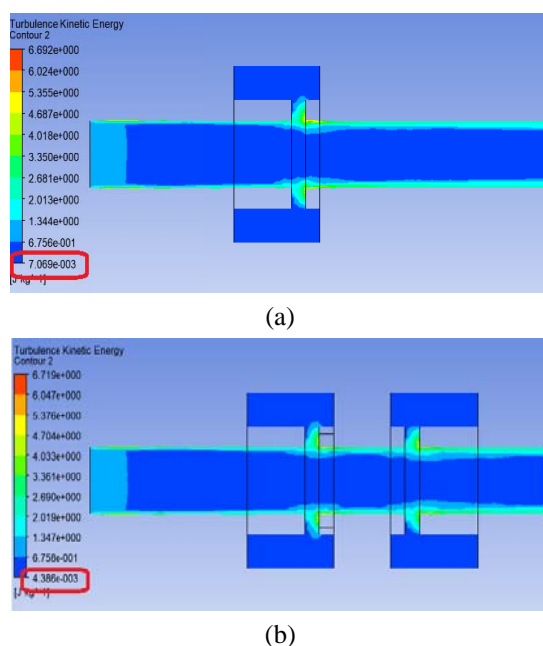 Turbulence Kinetic Energy
Contour 2
6.692e+000
6.024e+000
5.355e+000
4.687e+000
4.018e+000
3.350e+000
2.681e+000
2.013e+000
1.344e+000
6.756e-001
7.069e-003
(a)
Turbulence Kinetic Energy
Contour 2
6.719e+000
6.047e+000
5.376e+000
4.704e+000
4.033e+000
3.361e+000
2.690e+000
2.019e+000
1.347e+000
6.758e-001
4.386e-003
(b)